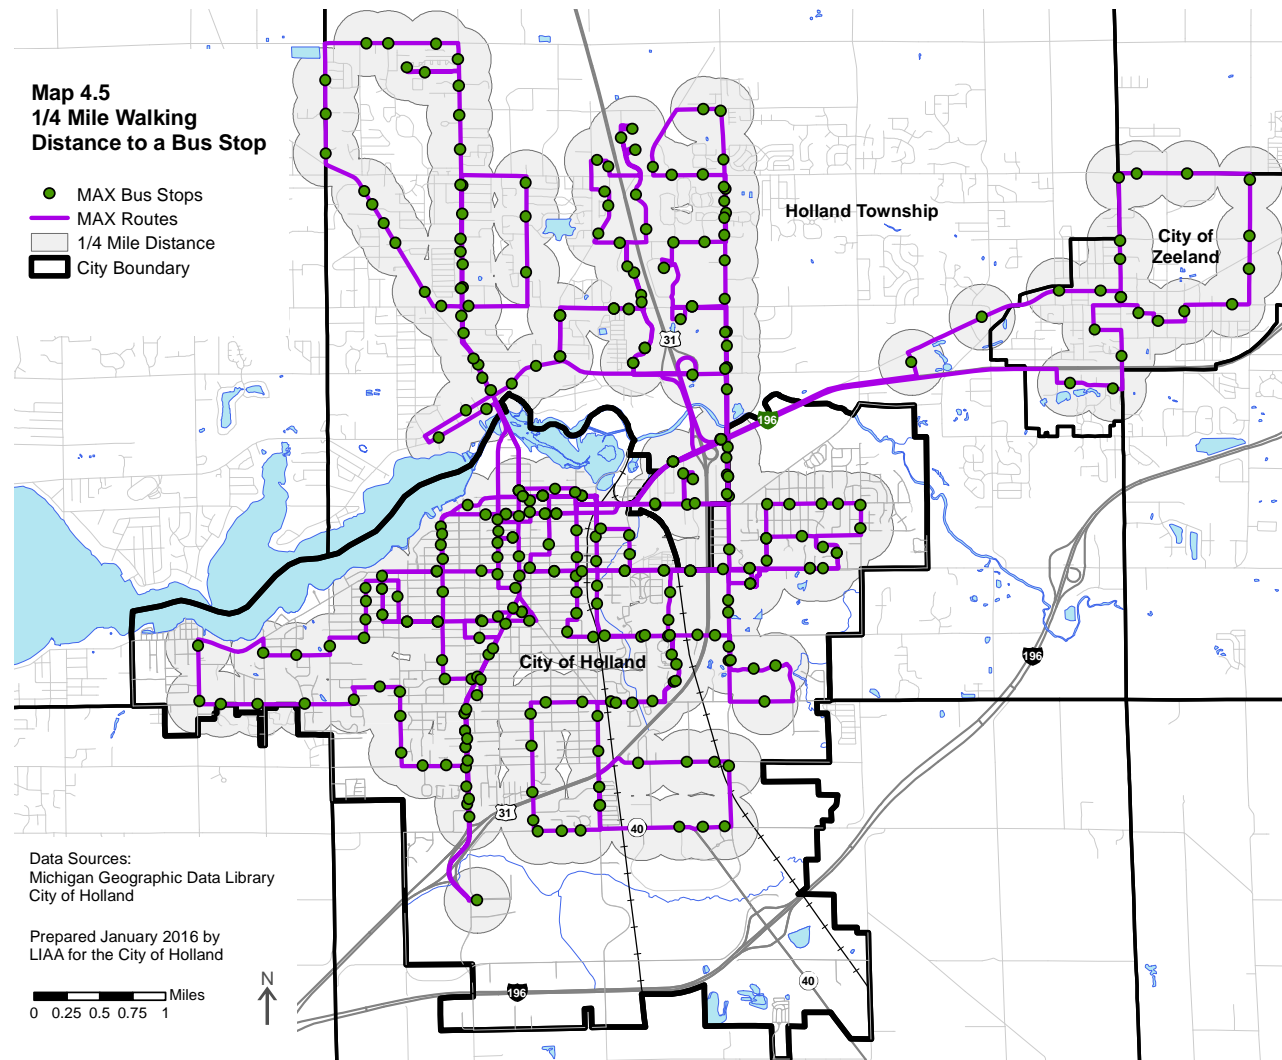 Map 4.5
1/4 Mile Walking
Distance to a Bus Stop
MAX Bus Stops
MAX Routes
1/4 Mile Distance
City Boundary
Holland Township
City of
Zeeland
31
196
196
City of Holland
31
40
40
196
Data Sources:
Michigan Geographic Data Library
City of Holland
Prepared January 2016 by
LIAA for the City of Holland
N
Miles
0 0.25 0.5 0.75 1